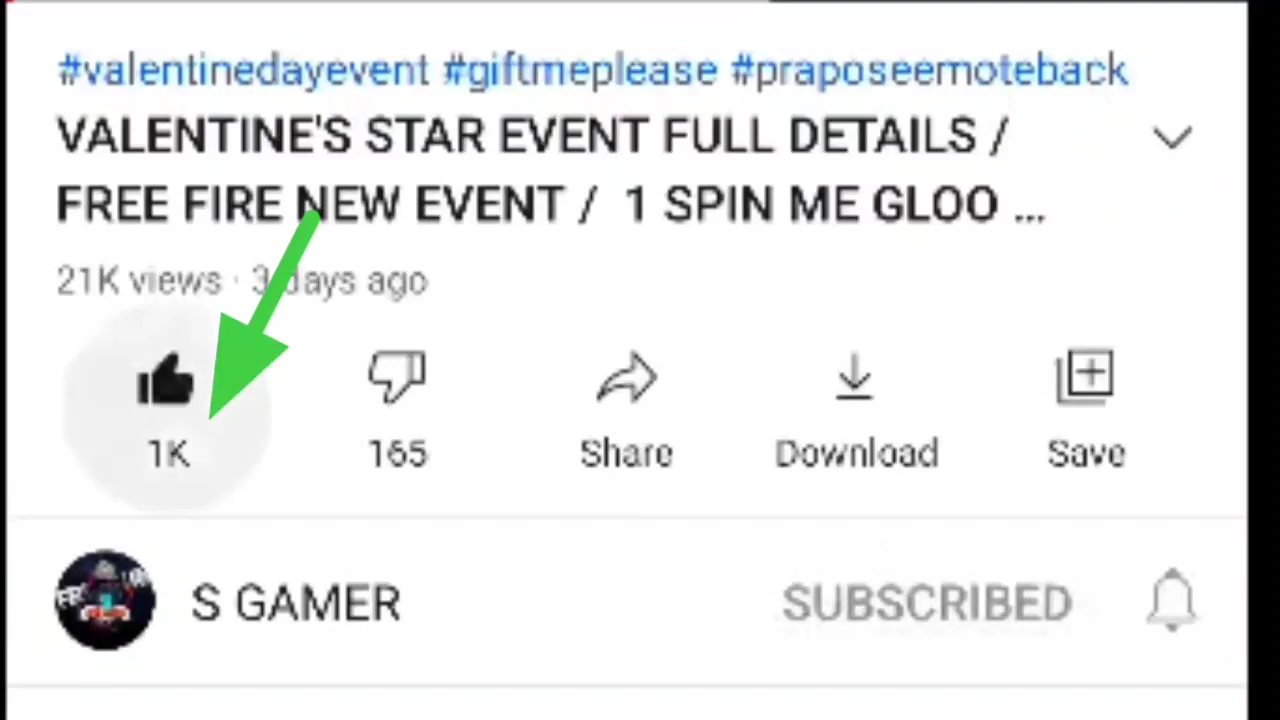 #valentinedayevent #giftmeplease #praposeemoteback
VALENTINE'S STAR EVENT FULL DETAILS /
FREE FIRE NEW EVENT / 1 SPIN ME GLOO ...
21K views · 3 days ago
1K 165 Share Download Save
S GAMER SUBSCRIBED